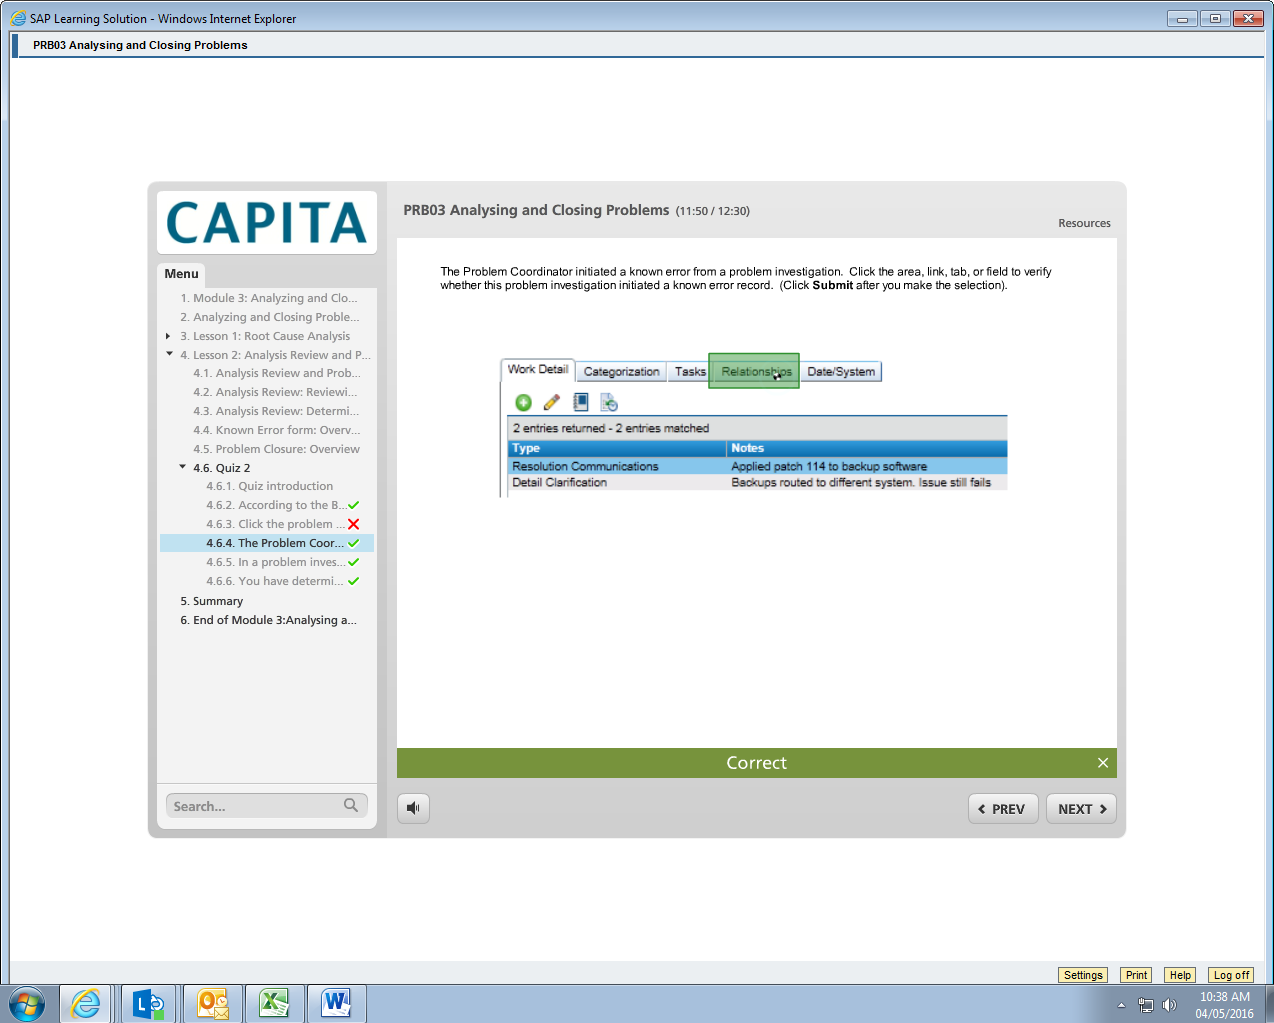 SAP Learning Solution - Windows Internet Explorer
PRB03 Analysing and Closing Problems
CAPITA
PRB03 Analysing and Closing Problems (11:50 / 12:30)
Resources
Menu
1. Module 3: Analyzing and Clo...
2. Analyzing and Closing Proble...
3. Lesson 1: Root Cause Analysis
4. Lesson 2: Analysis Review and P...
4.1. Analysis Review and Prob...
4.2. Analysis Review: Reviewi...
4.3. Analysis Review: Determi...
4.4. Known Error form: Overv...
4.5. Problem Closure: Overview
4.6. Quiz 2
4.6.1. Quiz introduction
4.6.2. According to the B...
4.6.3. Click the problem ...
4.6.4. The Problem Coor...
4.6.5. In a problem inves...
4.6.6. You have determi...
5. Summary
6. End of Module 3:Analysing a...
Search...
The Problem Coordinator initiated a known error from a problem investigation. Click the area, link, tab, or field to verify
whether this problem investigation initiated a known error record. (Click Submit after you make the selection).
Work Detail Categorization Tasks Relationships Date/System
2 entries returned - 2 entries matched
Type Notes
Resolution Communications Applied patch 114 to backup software
Detail Clarification Backups routed to different system. Issue still fails
Correct
PREV NEXT
Settings Print Help Log off
10:38 AM
04/05/2016